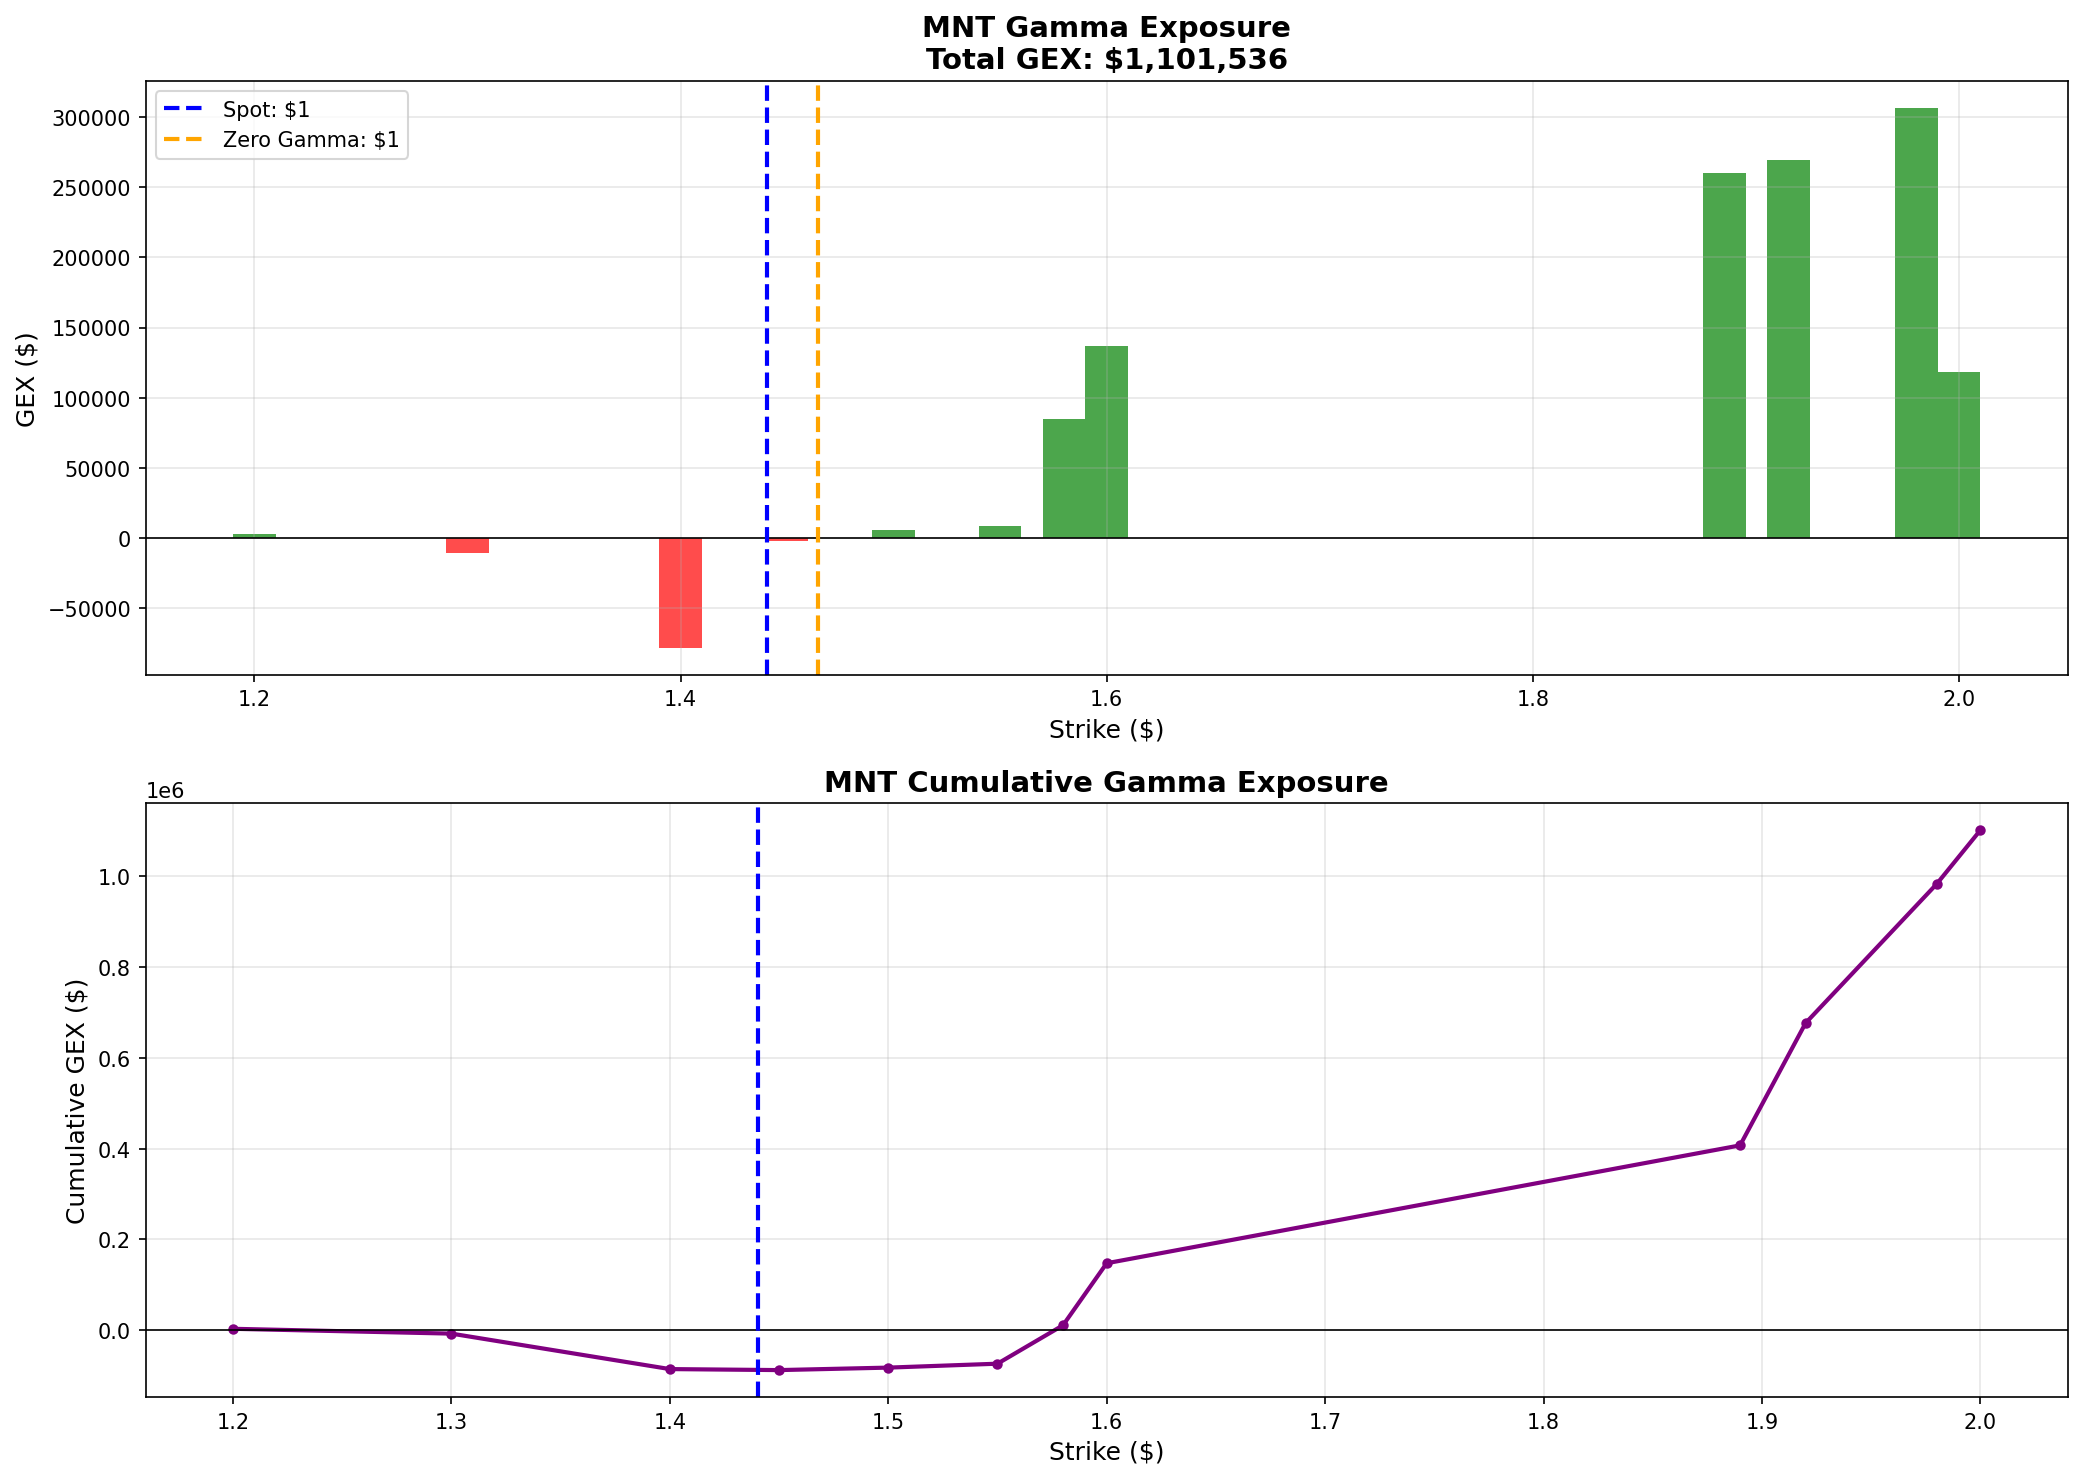 MNT Gamma Exposure
Total GEX: $1,101,536
Spot: $1
Zero Gamma: $1
GEX ($)
300000
250000
200000
150000
100000
50000
0
−50000
1.2 1.4 1.6 1.8 2.0
Strike ($)
MNT Cumulative Gamma Exposure
1e6
Cumulative GEX ($)
1.0
0.8
0.6
0.4
0.2
0.0
1.2 1.3 1.4 1.5 1.6 1.7 1.8 1.9 2.0
Strike ($)